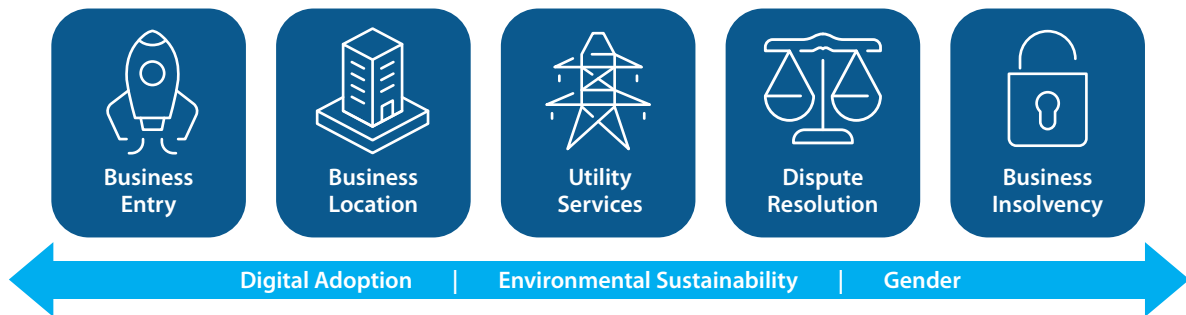 Business
Entry
Business
Location
Utility
Services
Dispute
Resolution
Business
Insolvency
Digital Adoption | Environmental Sustainability | Gender